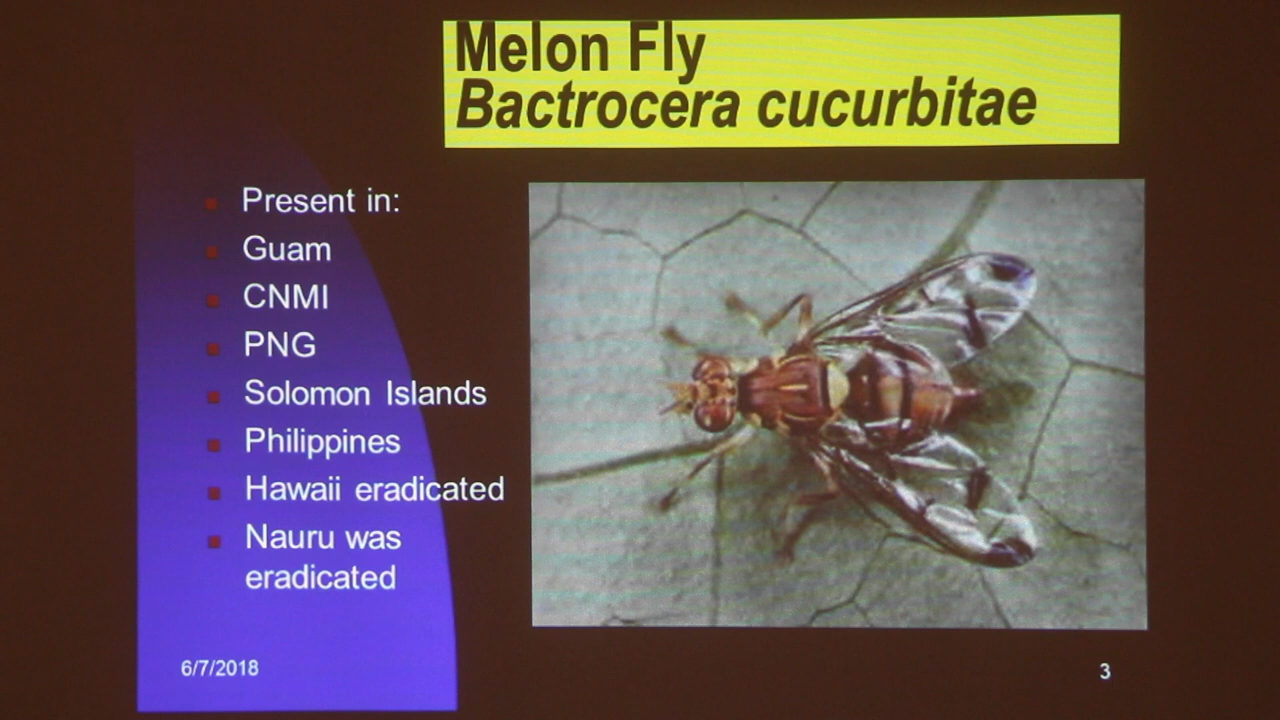 Melon Fly
Bactrocera cucurbitae
Present in:
Guam
CNMI
PNG
Solomon Islands
Philippines
Hawaii eradicated
Nauru was
eradicated
6/7/2018
3